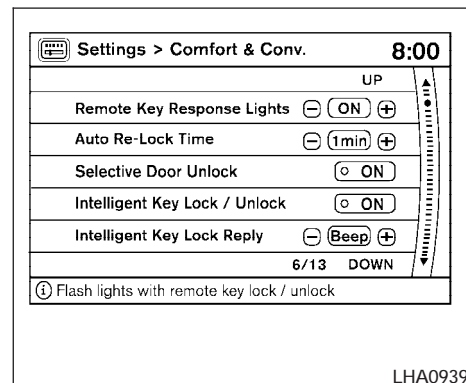 Settings > Comfort & Conv. 8:00
UP
Remote Key Response Lights ON
Auto Re-Lock Time 1min
Selective Door Unlock ON
Intelligent Key Lock / Unlock ON
Intelligent Key Lock Reply Beep
6/13 DOWN
Flash lights with remote key lock / unlock
LHA0939